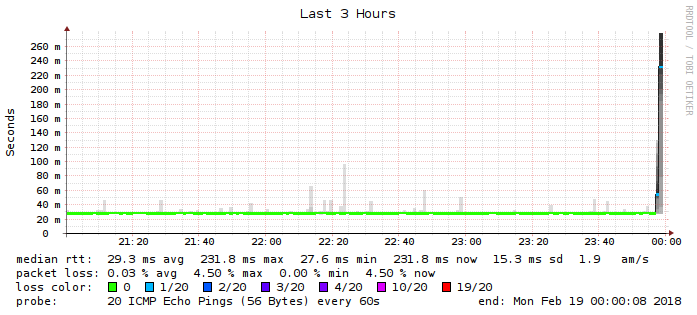 Last 3 Hours
RRDTOOL / TOBI OETIKER
Seconds
260 m
240 m
220 m
200 m
180 m
160 m
140 m
120 m
100 m
80 m
60 m
40 m
20 m
0
21:20 21:40 22:00 22:20 22:40 23:00 23:20 23:40 00:00
median rtt: 29.3 ms avg 231.8 ms max 27.6 ms min 231.8 ms now 15.3 ms sd 1.9 am/s
packet loss: 0.03 % avg 4.50 % max 0.00 % min 4.50 % now
loss color: 0 1/20 2/20 3/20 4/20 10/20 19/20
probe: 20 ICMP Echo Pings (56 Bytes) every 60s end: Mon Feb 19 00:00:08 2018